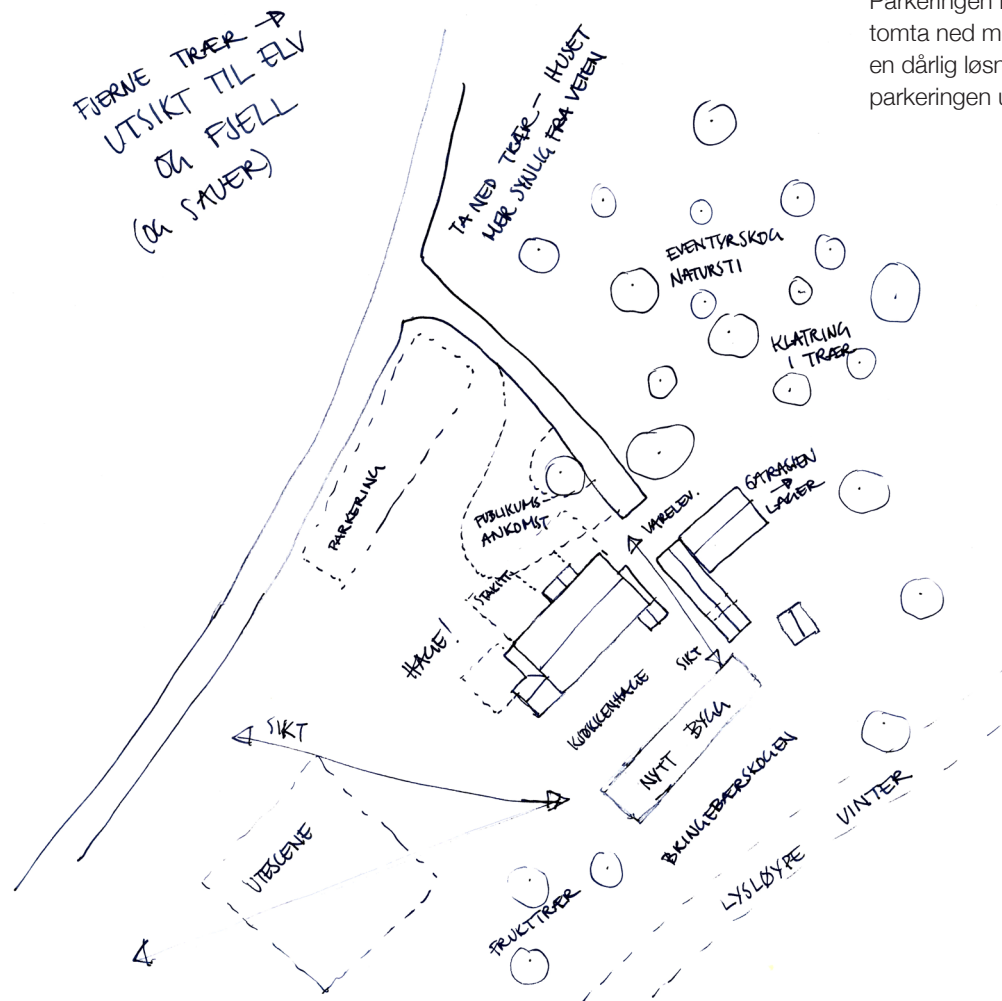 Parkeringen
tomta ned m
en dårlig løsn
parkeringen u
FJERNE TRÆR →
UTSIKT TIL ELV
OG FJELL
(OG SAUER)
TA NED TRÆR – HUSET
MER SYNLIG FRA VEIEN
EVENTYRSKOG
NATURSTI
KLATRING
I TRÆR
PARKERING
PUBLIKUMS
ANKOMST
VARELEV.
GARASJEN
→
LAGER
STAKITT
HAGE!
SIKT
KJØKKENHAGE
NYTT BYGG
SIKT
BRINGEBÆRSKOGEN
VINTER
LYSLØYPE
UTESCENE
FRUKTTRÆR